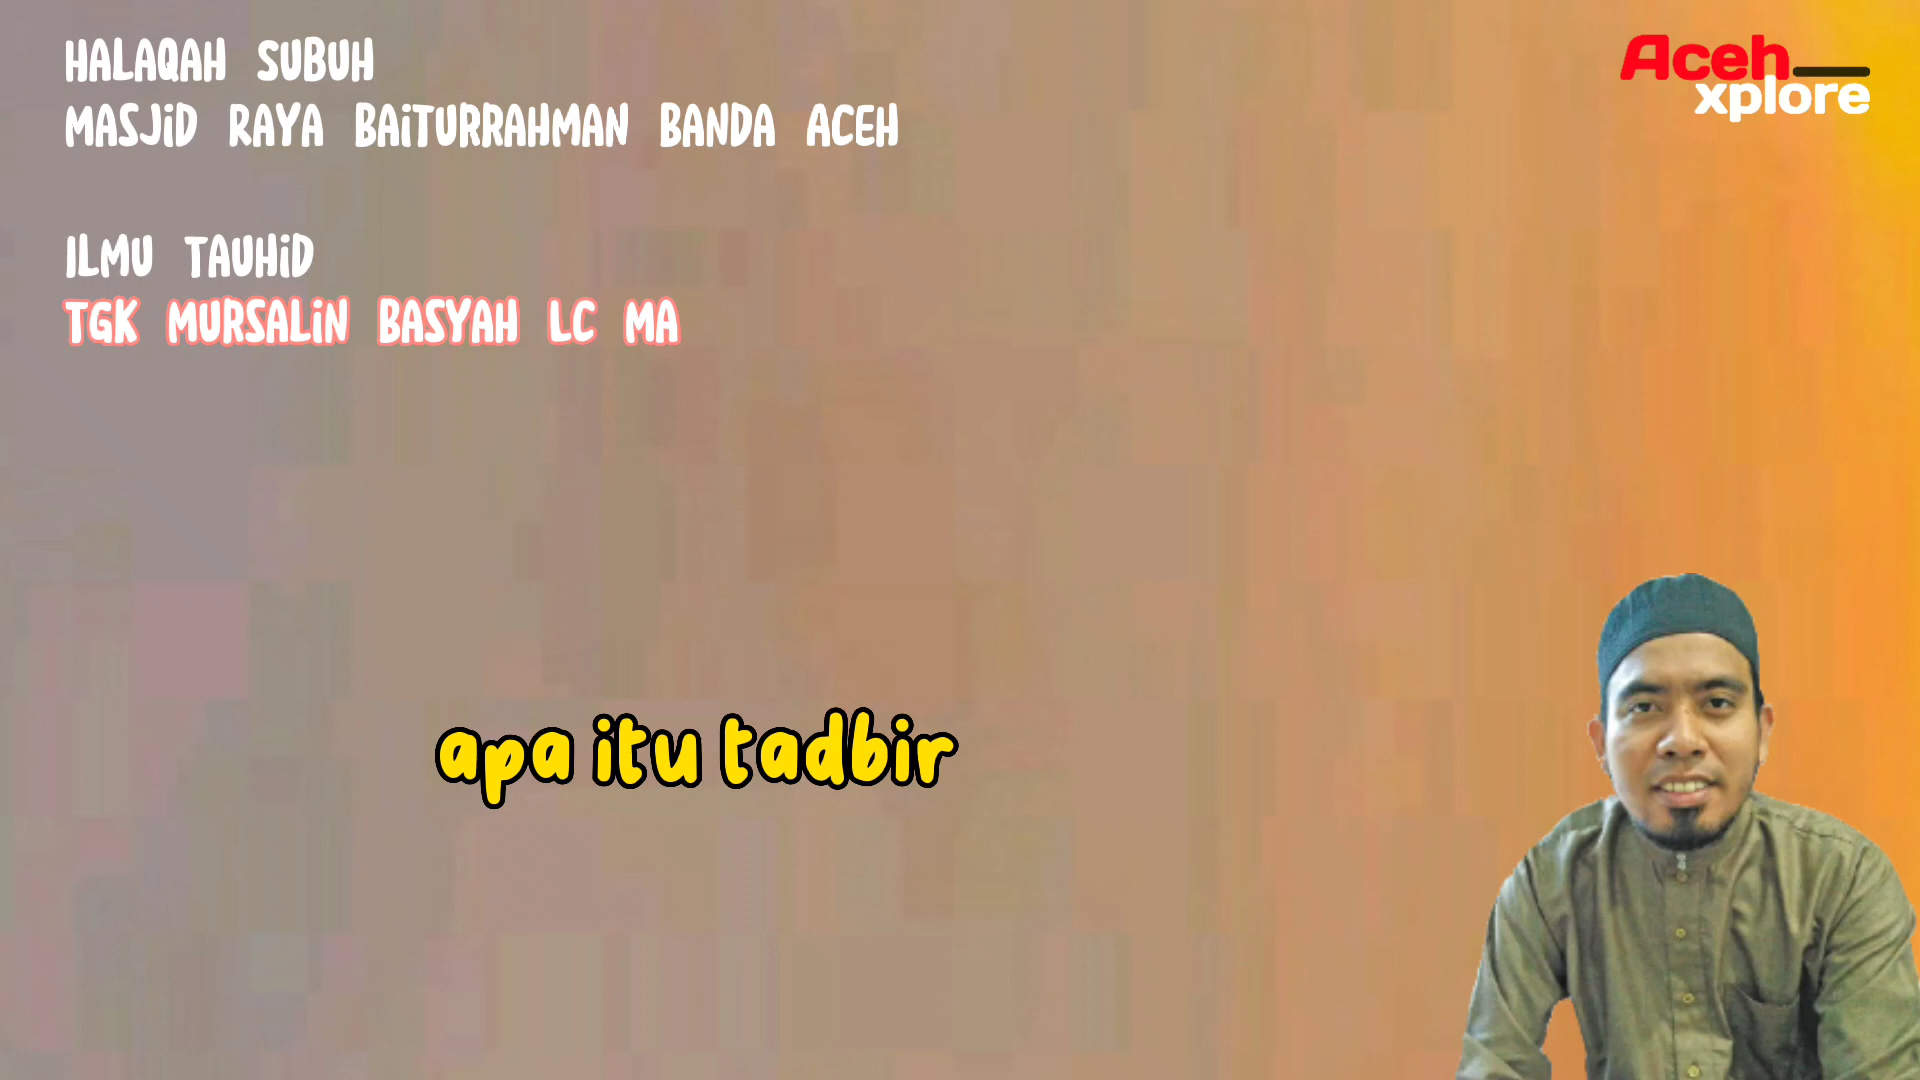 HALAQAH SUBUH
MASJiD RAYA BAiTURRAHMAN BANDA ACEH
ILMU TAUHiD
TGK MURSALiN BASYAH LC MA
Aceh
xplore
apa itu tadbir